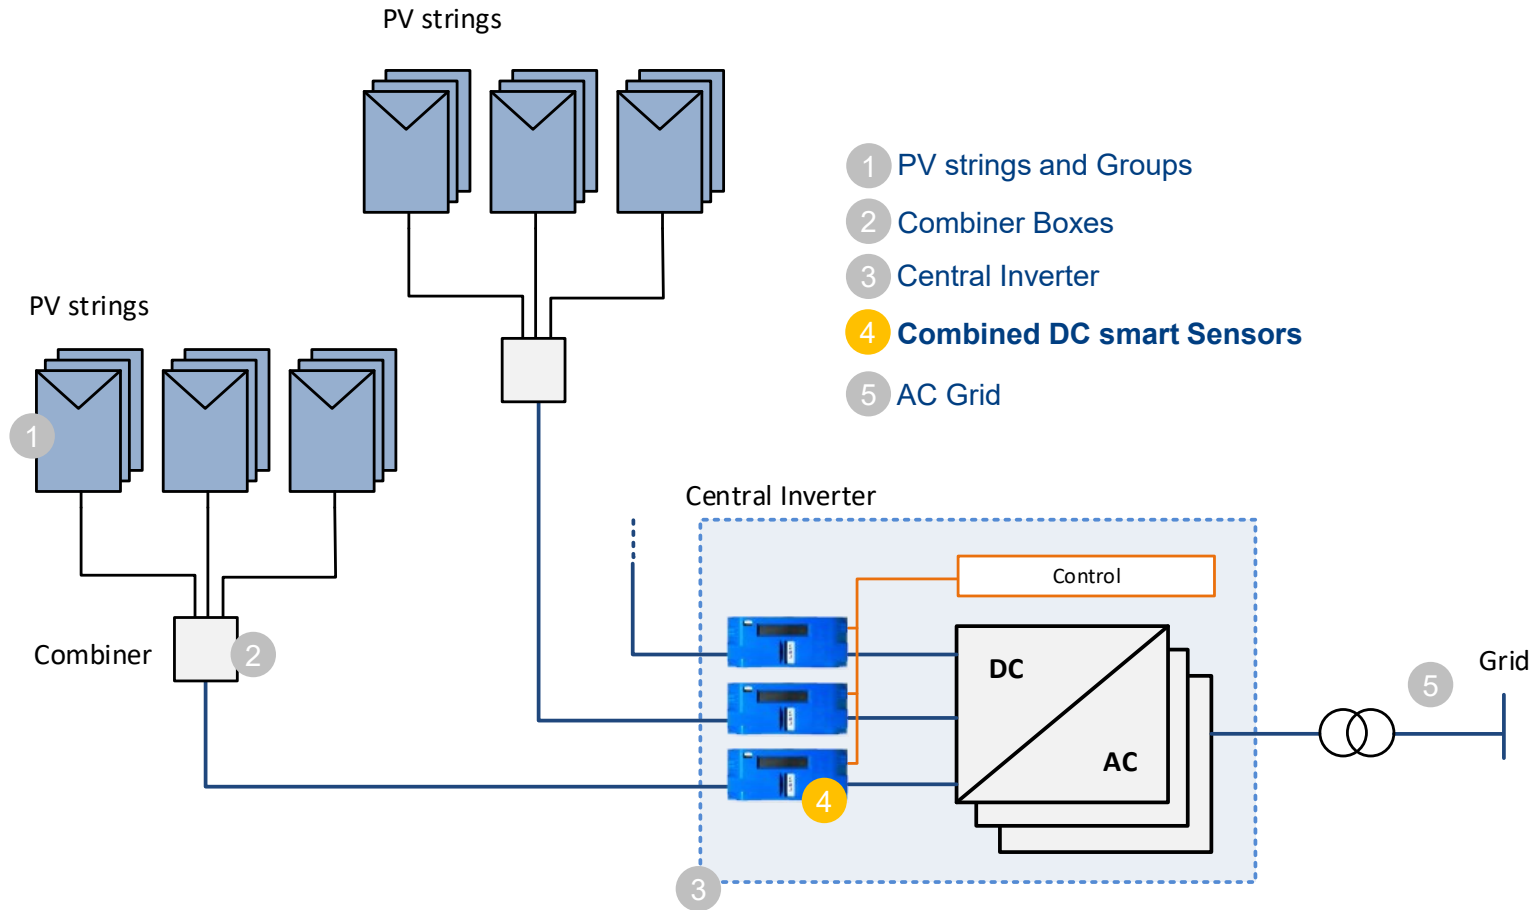 PV strings
1 PV strings and Groups
2 Combiner Boxes
3 Central Inverter
4 Combined DC smart Sensors
5 AC Grid
PV strings
1
Central Inverter
Control
Combiner
2
DC
AC
5
Grid
4
3